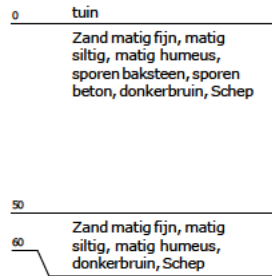 0 tuin
Zand matig fijn, matig
siltig, matig humeus,
sporen baksteen, sporen
beton, donkerbruin, Schep
50
Zand matig fijn, matig
60 siltig, matig humeus,
donkerbruin, Schep